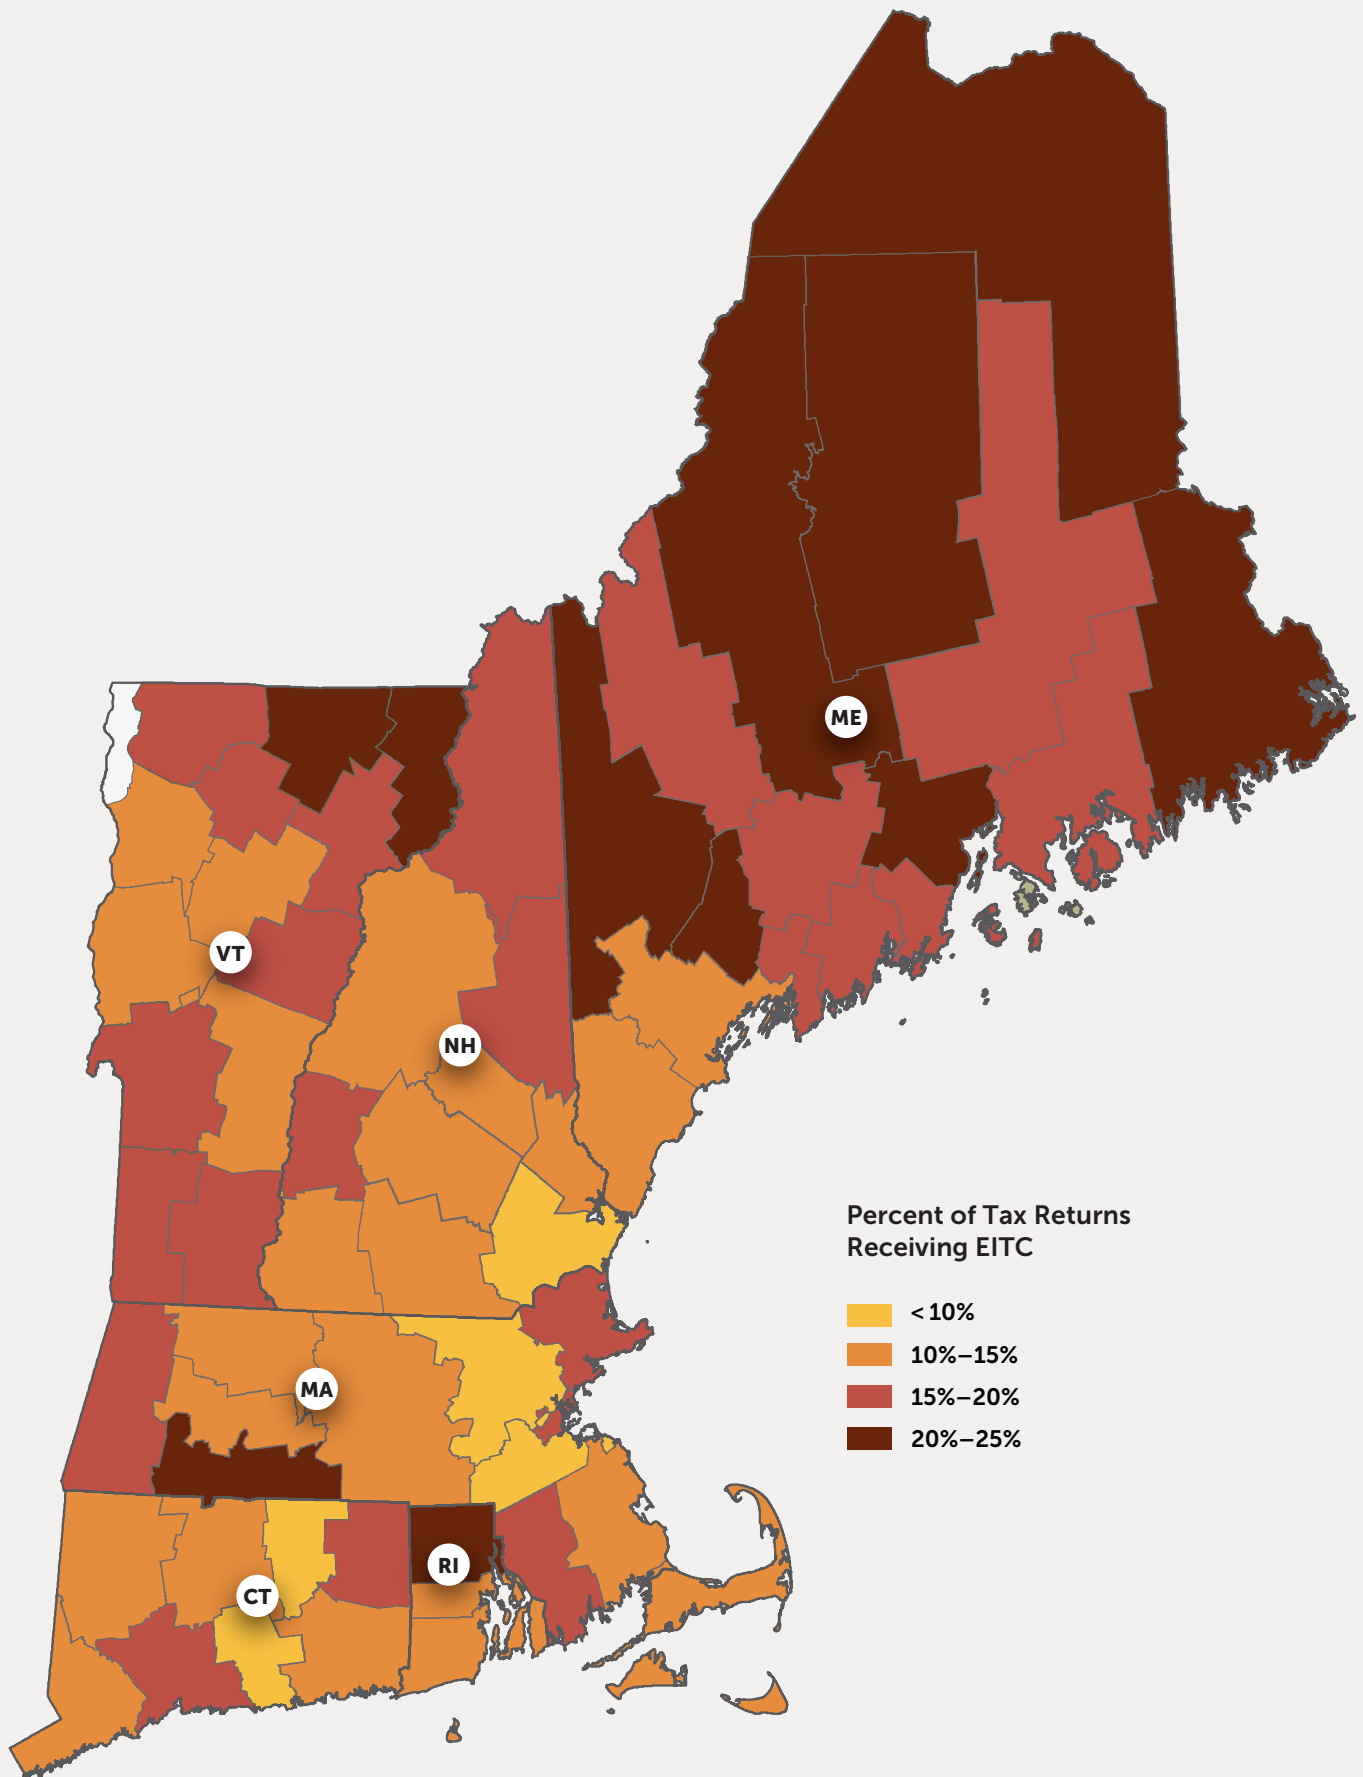 ME
VT
NH
Percent of Tax Returns
Receiving EITC
<10%
10%–15%
MA
15%–20%
20%–25%
RI
CT